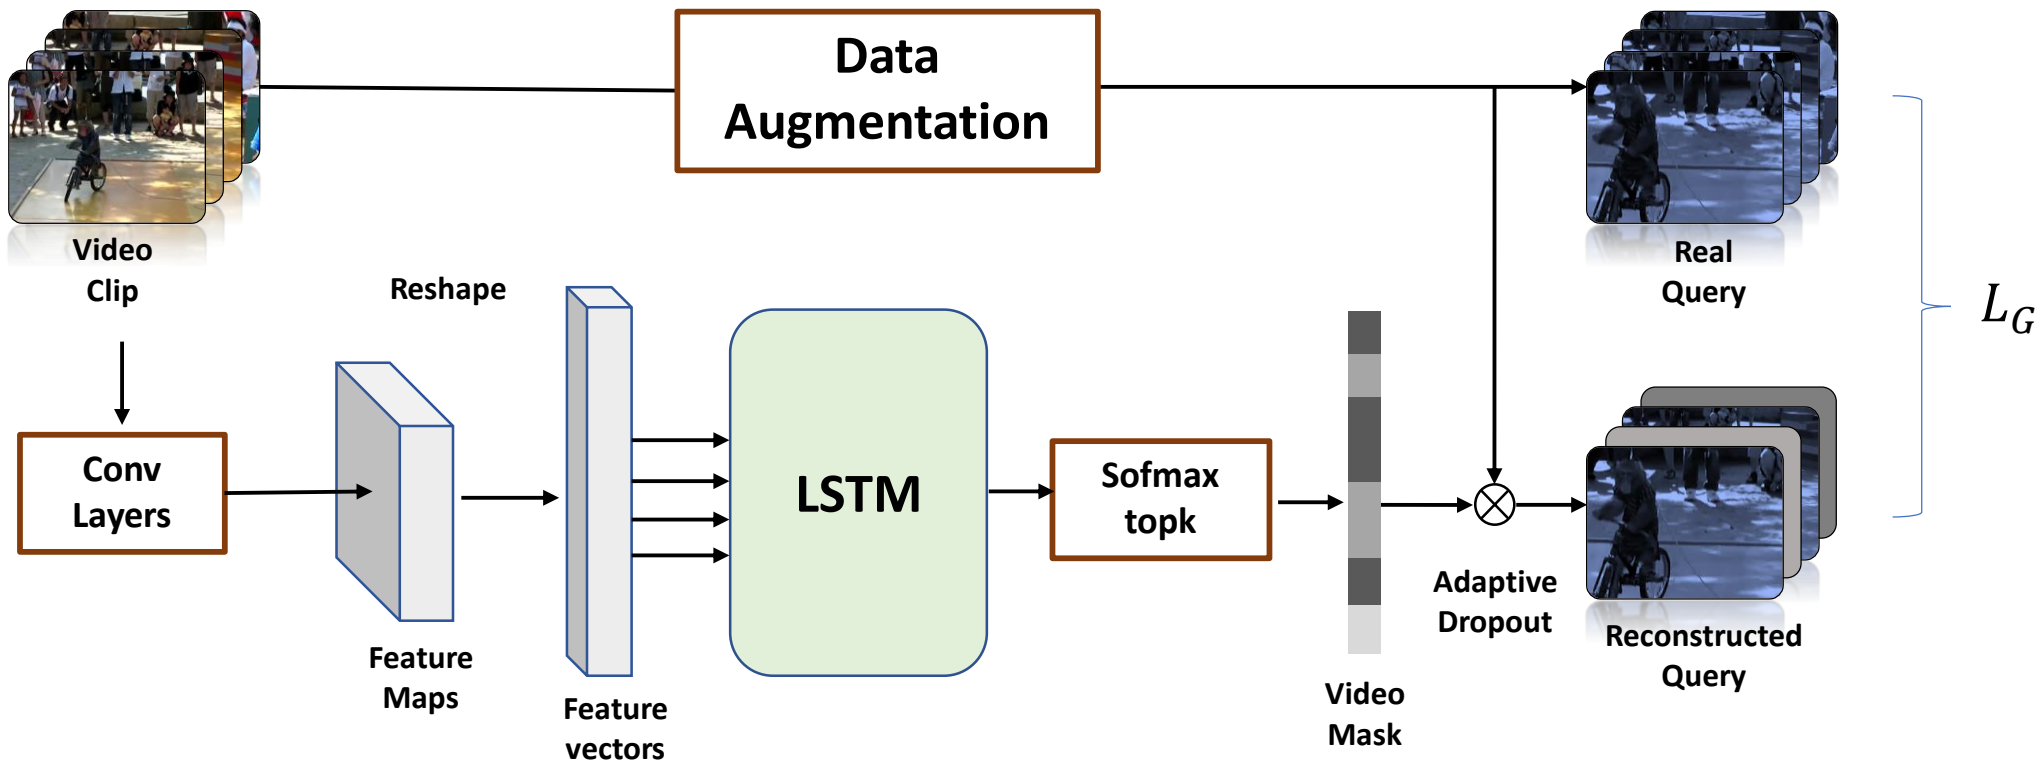 Data
Augmentation
Video
Clip
Real
Query
Reshape
L_G
Conv
Layers
LSTM
Sofmax
topk
Adaptive
Dropout
Feature
Maps
Feature
vectors
Video
Mask
Reconstructed
Query